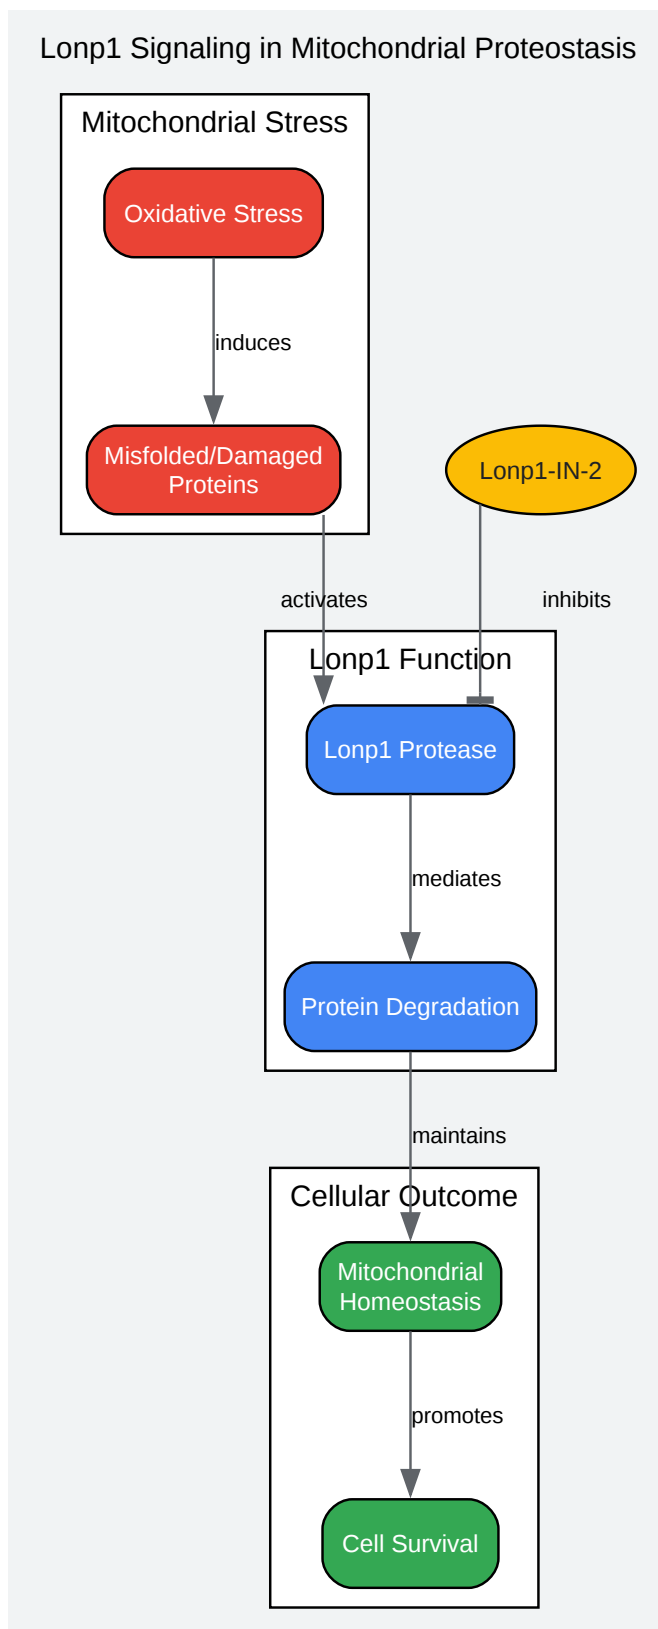 Lonp1 Signaling in Mitochondrial Proteostasis
Mitochondrial Stress
Oxidative Stress
induces
Misfolded/Damaged
Proteins
Lonp1-IN-2
activates
inhibits
Lonp1 Function
Lonp1 Protease
mediates
Protein Degradation
maintains
Cellular Outcome
Mitochondrial
Homeostasis
promotes
Cell Survival